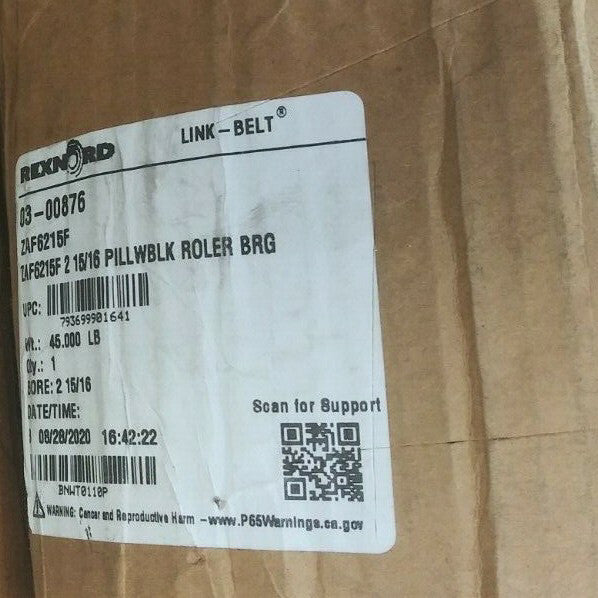 REXNORD
LINK-BELT®
03-00876
ZAF6215F
ZAF6215F 2 15/16 PILLWBLK ROLER BRG
UPC:
793699901641
Wt.: 45.000 LB
Qty.: 1
BORE: 2 15/16
DATE/TIME:
08/28/2020 16:42:22
Scan for Support
BNWT0110P
WARNING: Cancer and Reproductive Harm -www.P65Warnings.ca.gov